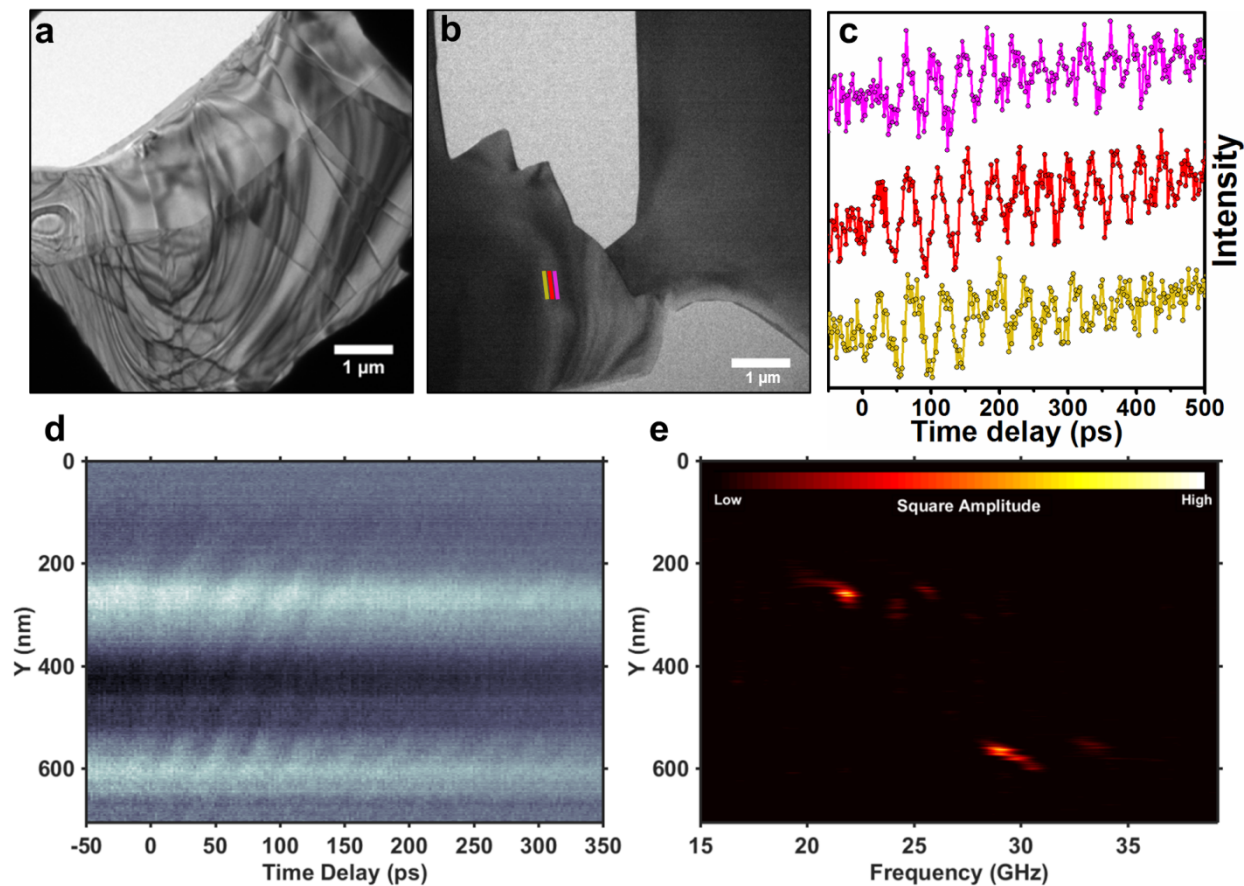 a
1 µm
b
1 µm
c
Intensity
0 100 200 300 400 500
Time delay (ps)
d
0
200
400
600
Y (nm)
-50 0 50 100 150 200 250 300 350
Time Delay (ps)
e
0
200
400
600
Y (nm)
Low High
Square Amplitude
15 20 25 30 35
Frequency (GHz)